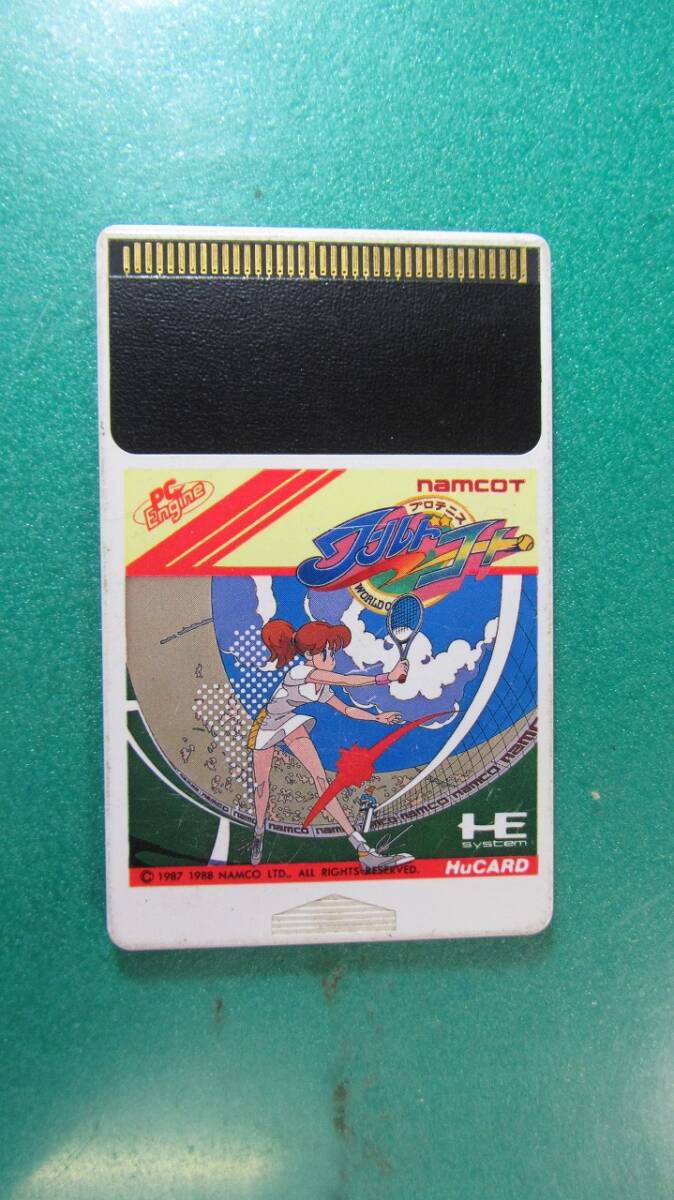 PC
Engine
namcoT
プロテニス
ワールドコート
WORLD
namco
namco
namco
namco
HE
system
© 1987 1988 NAMCO LTD., ALL RIGHTS RESERVED.
HuCARD